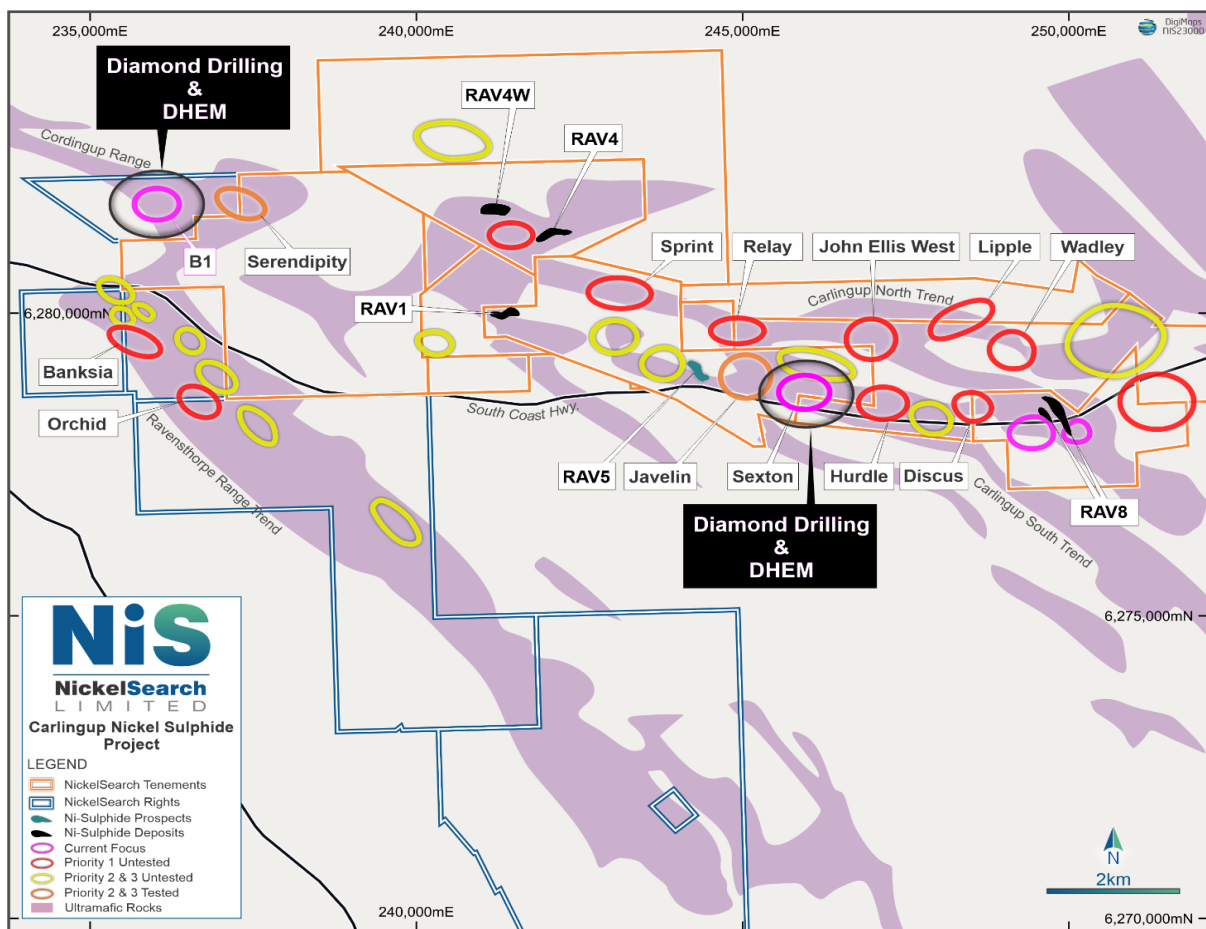 235,000mE
240,000mE
245,000mE
250,000mE
DigiMaps
NIS23000
Diamond Drilling
&
DHEM
RAV4W
RAV4
Cordingup Range
B1
Serendipity
Sprint
Relay
John Ellis West
Lipple
Wadley
Carlingup North Trend
6,280,000mN
RAV1
Banksia
Orchid
South Coast Hwy.
Ravensthorpe Range Trend
RAV5
Javelin
Sexton
Hurdle
Discus
RAV8
Carlingup South Trend
Diamond Drilling
&
DHEM
6,275,000mN
NiS
NickelSearch
LIMITED
Carlingup Nickel Sulphide
Project
LEGEND
NickelSearch Tenements
NickelSearch Rights
Ni-Sulphide Prospects
Ni-Sulphide Deposits
Current Focus
Priority 1 Untested
Priority 2 & 3 Untested
Priority 2 & 3 Tested
Ultramafic Rocks
N
2km
240,000mE
6,270,000mN